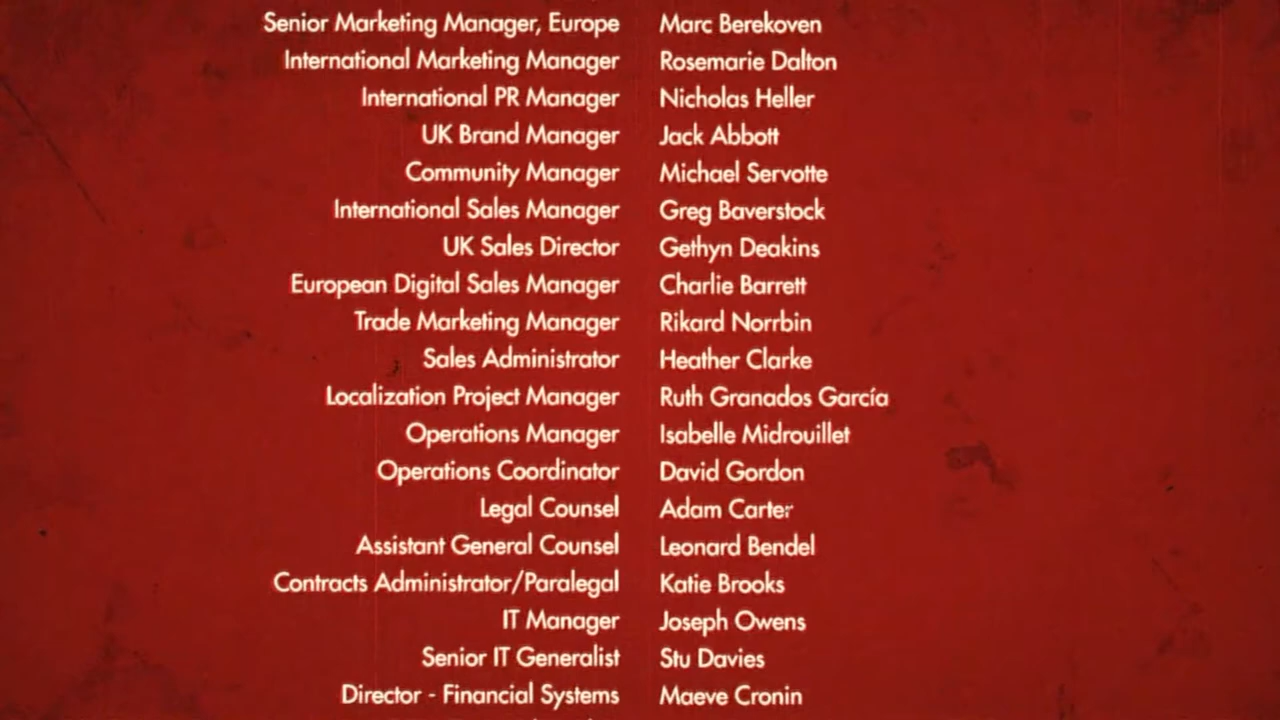 Senior Marketing Manager, Europe Marc Berekoven
International Marketing Manager Rosemarie Dalton
International PR Manager Nicholas Heller
UK Brand Manager Jack Abbott
Community Manager Michael Servotte
International Sales Manager Greg Baverstock
UK Sales Director Gethyn Deakins
European Digital Sales Manager Charlie Barrett
Trade Marketing Manager Rikard Norrbin
Sales Administrator Heather Clarke
Localization Project Manager Ruth Granados García
Operations Manager Isabelle Midrouillet
Operations Coordinator David Gordon
Legal Counsel Adam Carter
Assistant General Counsel Leonard Bendel
Contracts Administrator/Paralegal Katie Brooks
IT Manager Joseph Owens
Senior IT Generalist Stu Davies
Director - Financial Systems Maeve Cronin